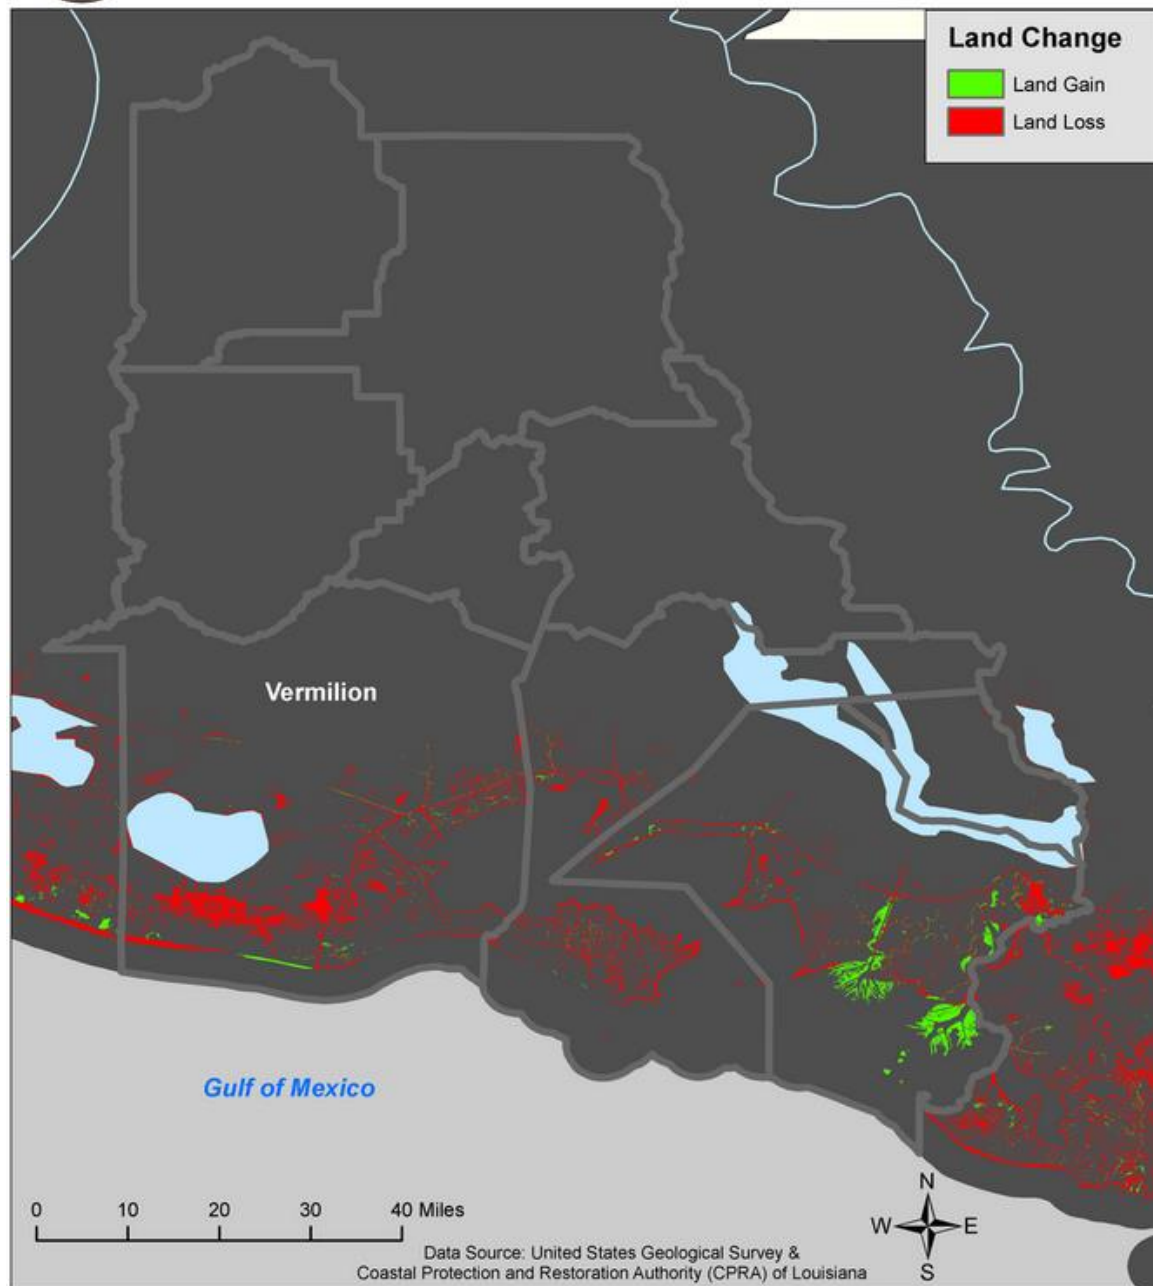 Land Change
Land Gain
Land Loss
Vermilion
Gulf of Mexico
0 10 20 30 40 Miles
N
W E
S
Data Source: United States Geological Survey &
Coastal Protection and Restoration Authority (CPRA) of Louisiana